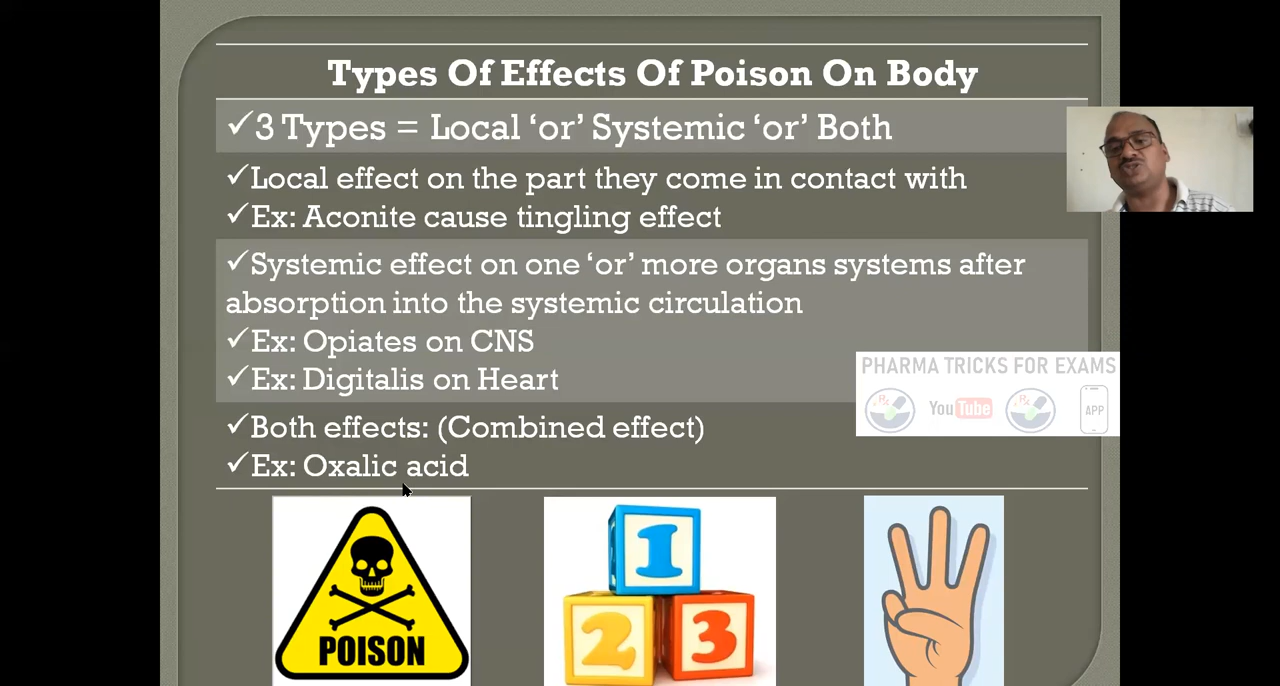 Types Of Effects Of Poison On Body
✓3 Types = Local ‘or’ Systemic ‘or’ Both
✓Local effect on the part they come in contact with
✓Ex: Aconite cause tingling effect
✓Systemic effect on one ‘or’ more organs systems after
absorption into the systemic circulation
✓Ex: Opiates on CNS
✓Ex: Digitalis on Heart
PHARMA TRICKS FOR EXAMS
Rx YouTube Rx APP
✓Both effects: (Combined effect)
✓Ex: Oxalic acid
POISON
1
2 3